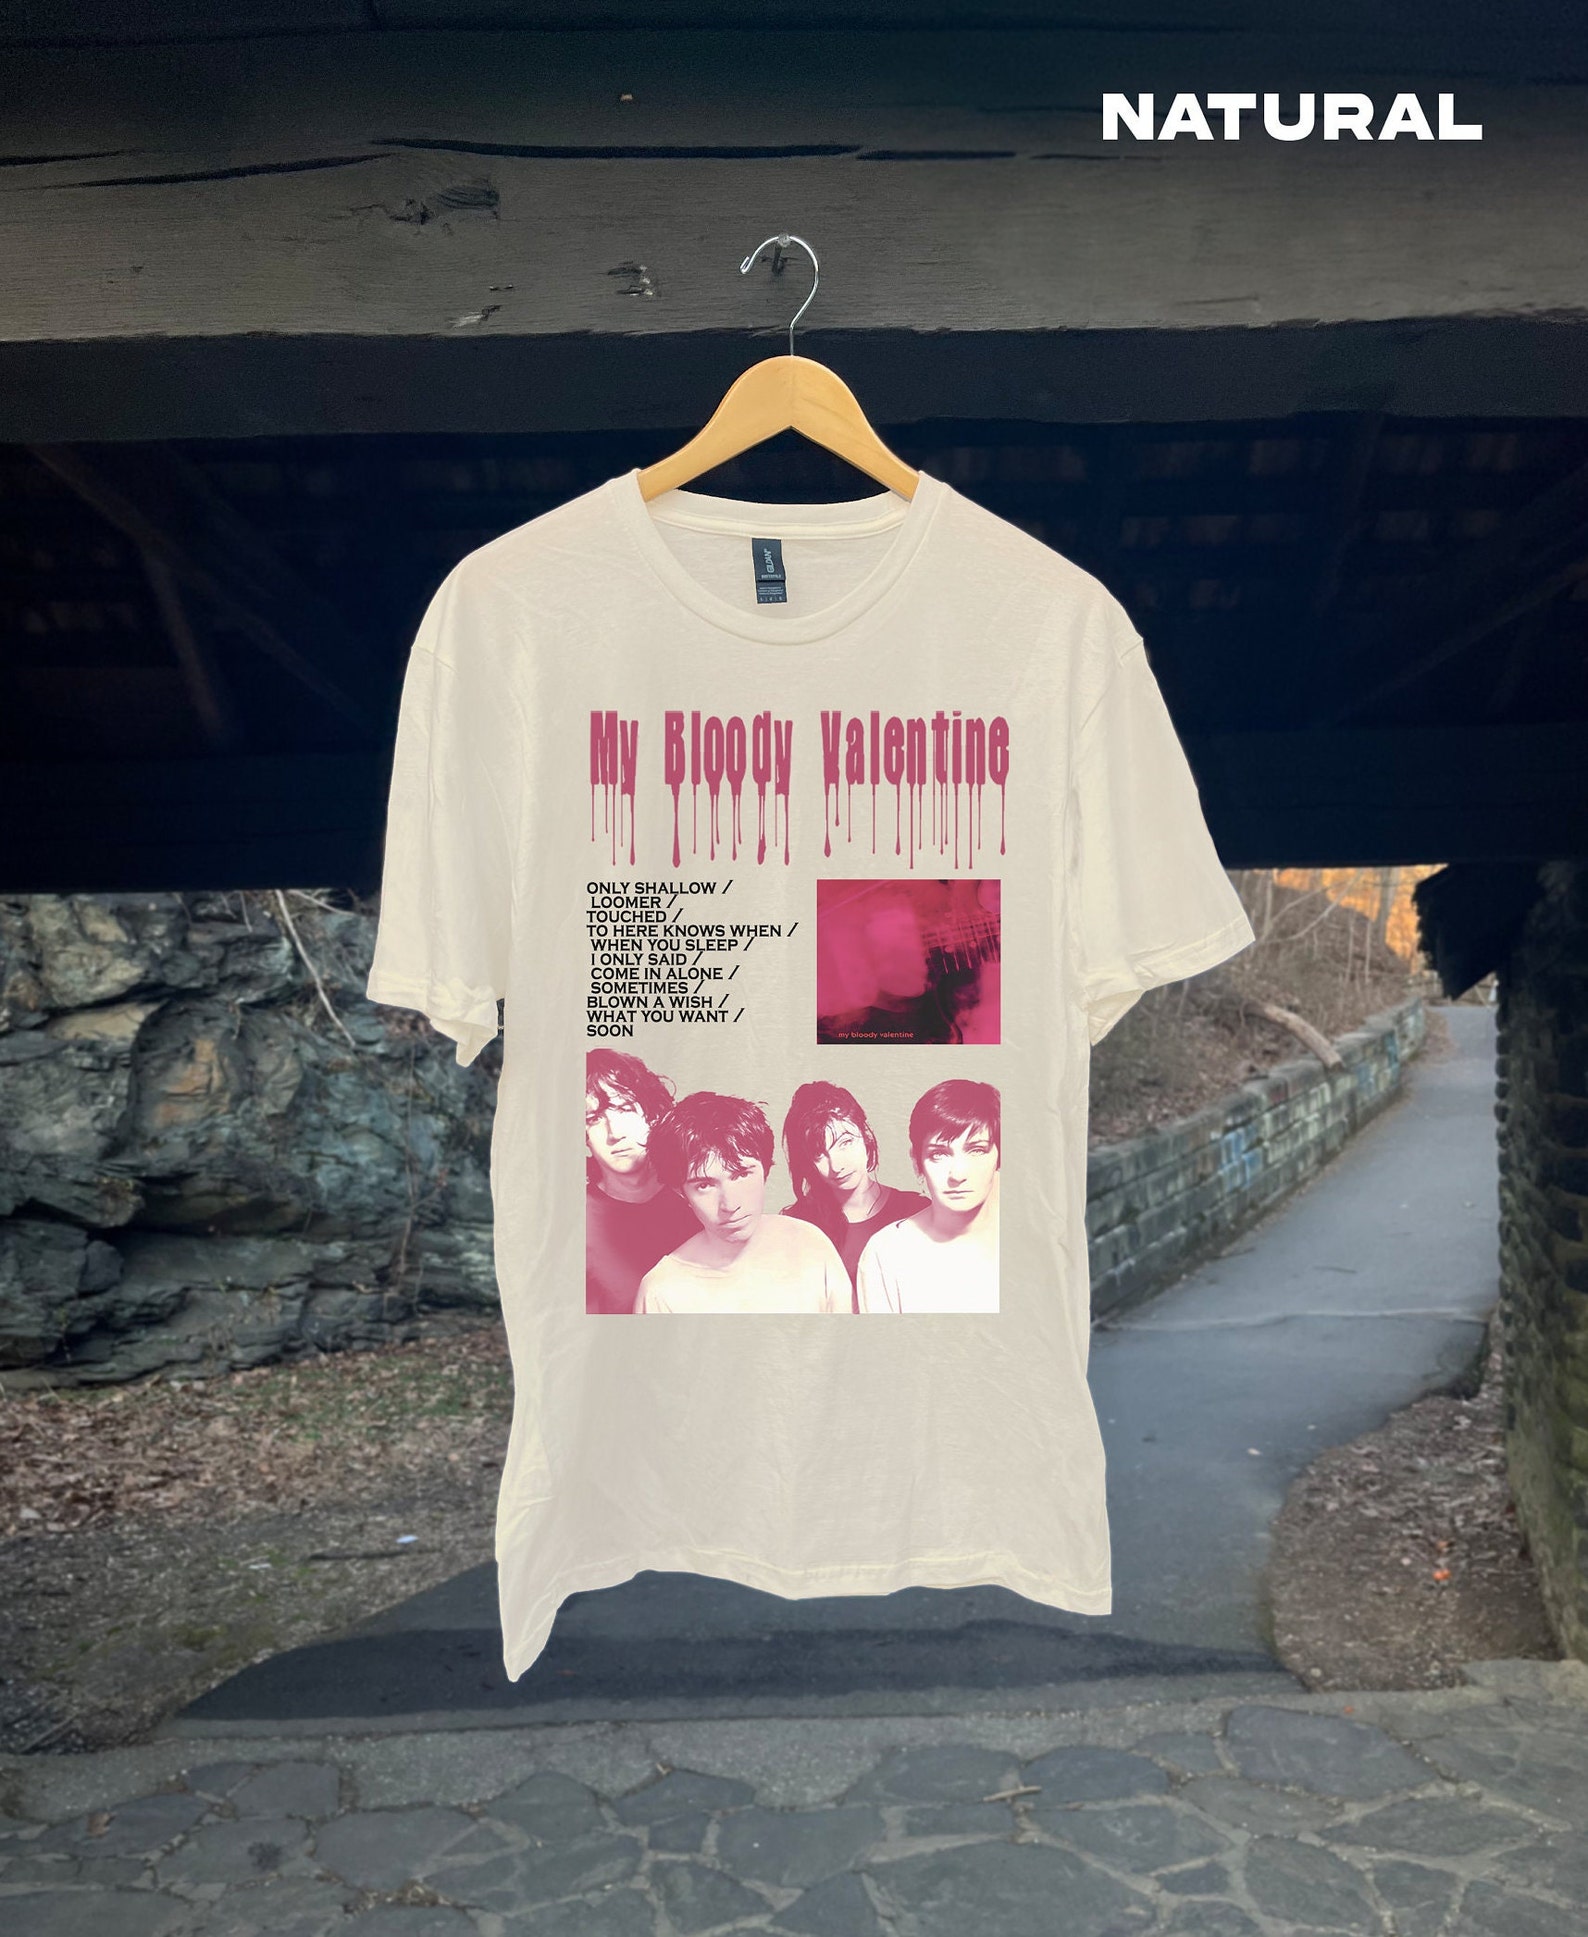 NATURAL
GILDAN
My Bloody Valentine
ONLY SHALLOW /
LOOMER /
TOUCHED /
TO HERE KNOWS WHEN /
WHEN YOU SLEEP /
I ONLY SAID /
COME IN ALONE /
SOMETIMES /
BLOWN A WISH /
WHAT YOU WANT /
SOON
my bloody valentine